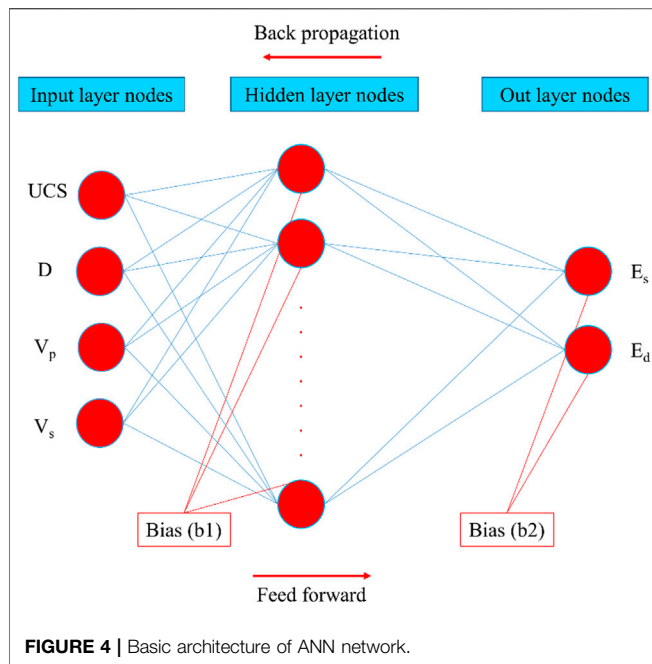 Back propagation
Input layer nodes
Hidden layer nodes
Out layer nodes
UCS
D
Vp
Vs
Es
Ed
Bias (b1)
Bias (b2)
Feed forward
FIGURE 4 | Basic architecture of ANN network.